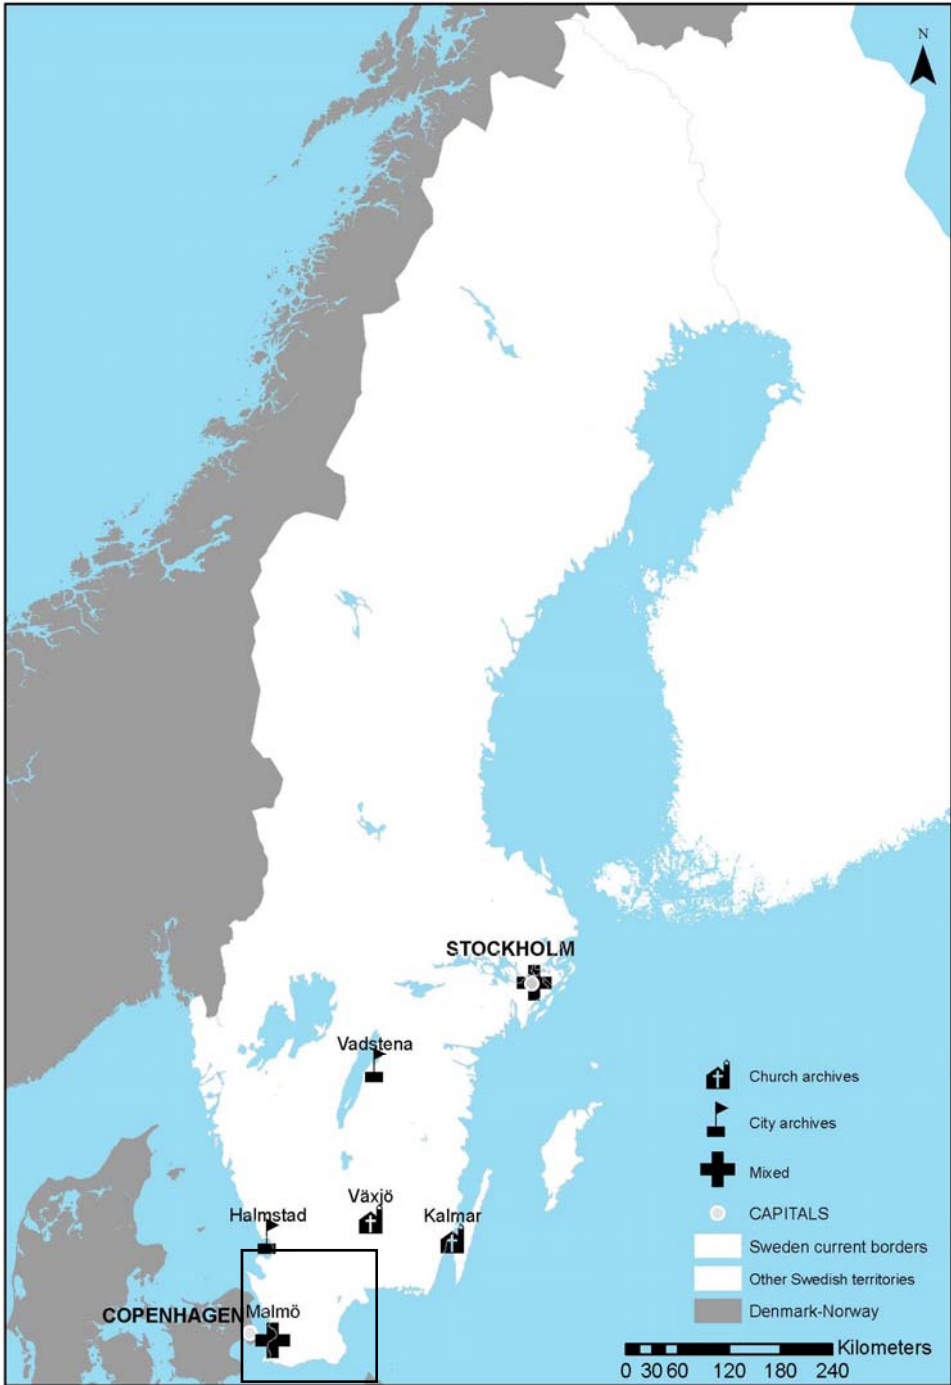 N
STOCKHOLM
Vadstena
Växjö
Halmstad
Kalmar
COPENHAGEN
Malmö
Church archives
City archives
Mixed
CAPITALS
Sweden current borders
Other Swedish territories
Denmark-Norway
Kilometers
0 30 60 120 180 240